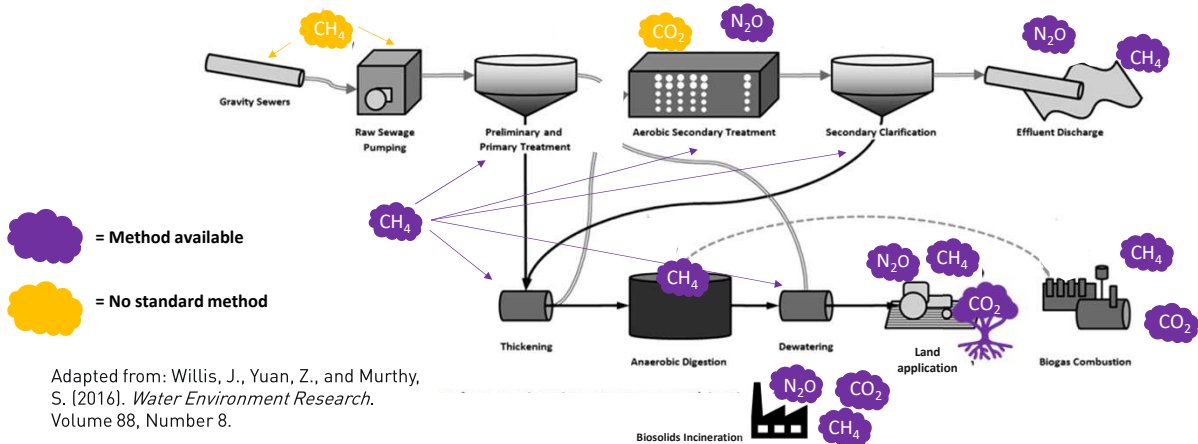 CH4
CO2
N2O
N2O
CH4
Gravity Sewers
Raw Sewage
Pumping
Preliminary and
Primary Treatment
Aerobic Secondary Treatment
Secondary Clarification
Effluent Discharge
CH4
= Method available
= No standard method
CH4
N2O
CH4
CO2
CH4
CO2
Thickening
Anaerobic Digestion
Dewatering
Land
application
Biogas Combustion
Adapted from: Willis, J., Yuan, Z., and Murthy,
S. (2016). Water Environment Research.
Volume 88, Number 8.
N2O
CO2
CH4
Biosolids Incineration